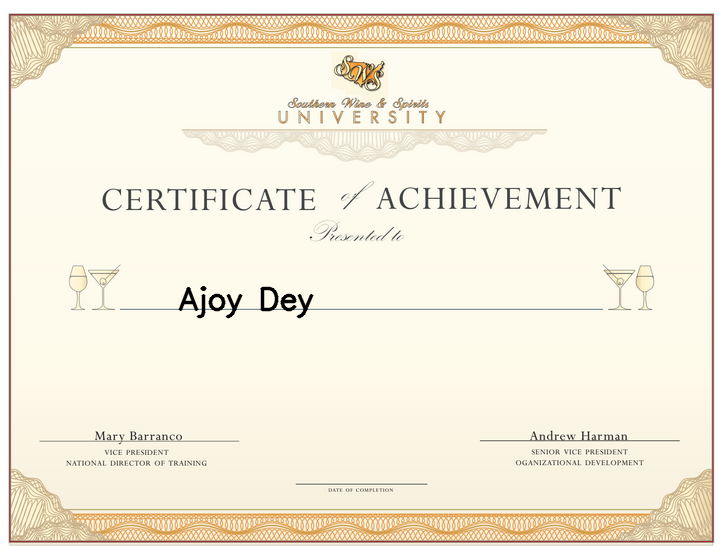 SWS
Southern Wine & Spirits
UNIVERSITY
CERTIFICATE of ACHIEVEMENT
Presented to
Ajoy Dey
Mary Barranco
VICE PRESIDENT
NATIONAL DIRECTOR OF TRAINING
Andrew Harman
SENIOR VICE PRESIDENT
OGANIZATIONAL DEVELOPMENT
DATE OF COMPLETION